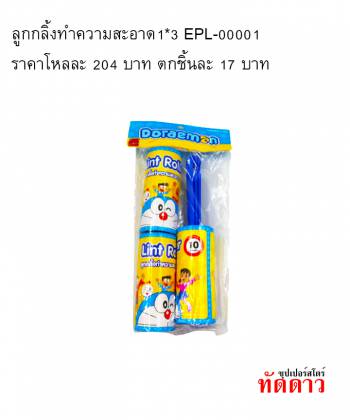 ลูกกลิ้งทำความสะอาด1*3 EPL-00001
ราคาโหลละ 204 บาท ตกชิ้นละ 17 บาท
Doraemon
Lint Ro
Lint Ro
10
ซุปเปอร์สโตร์
ทัดดาว